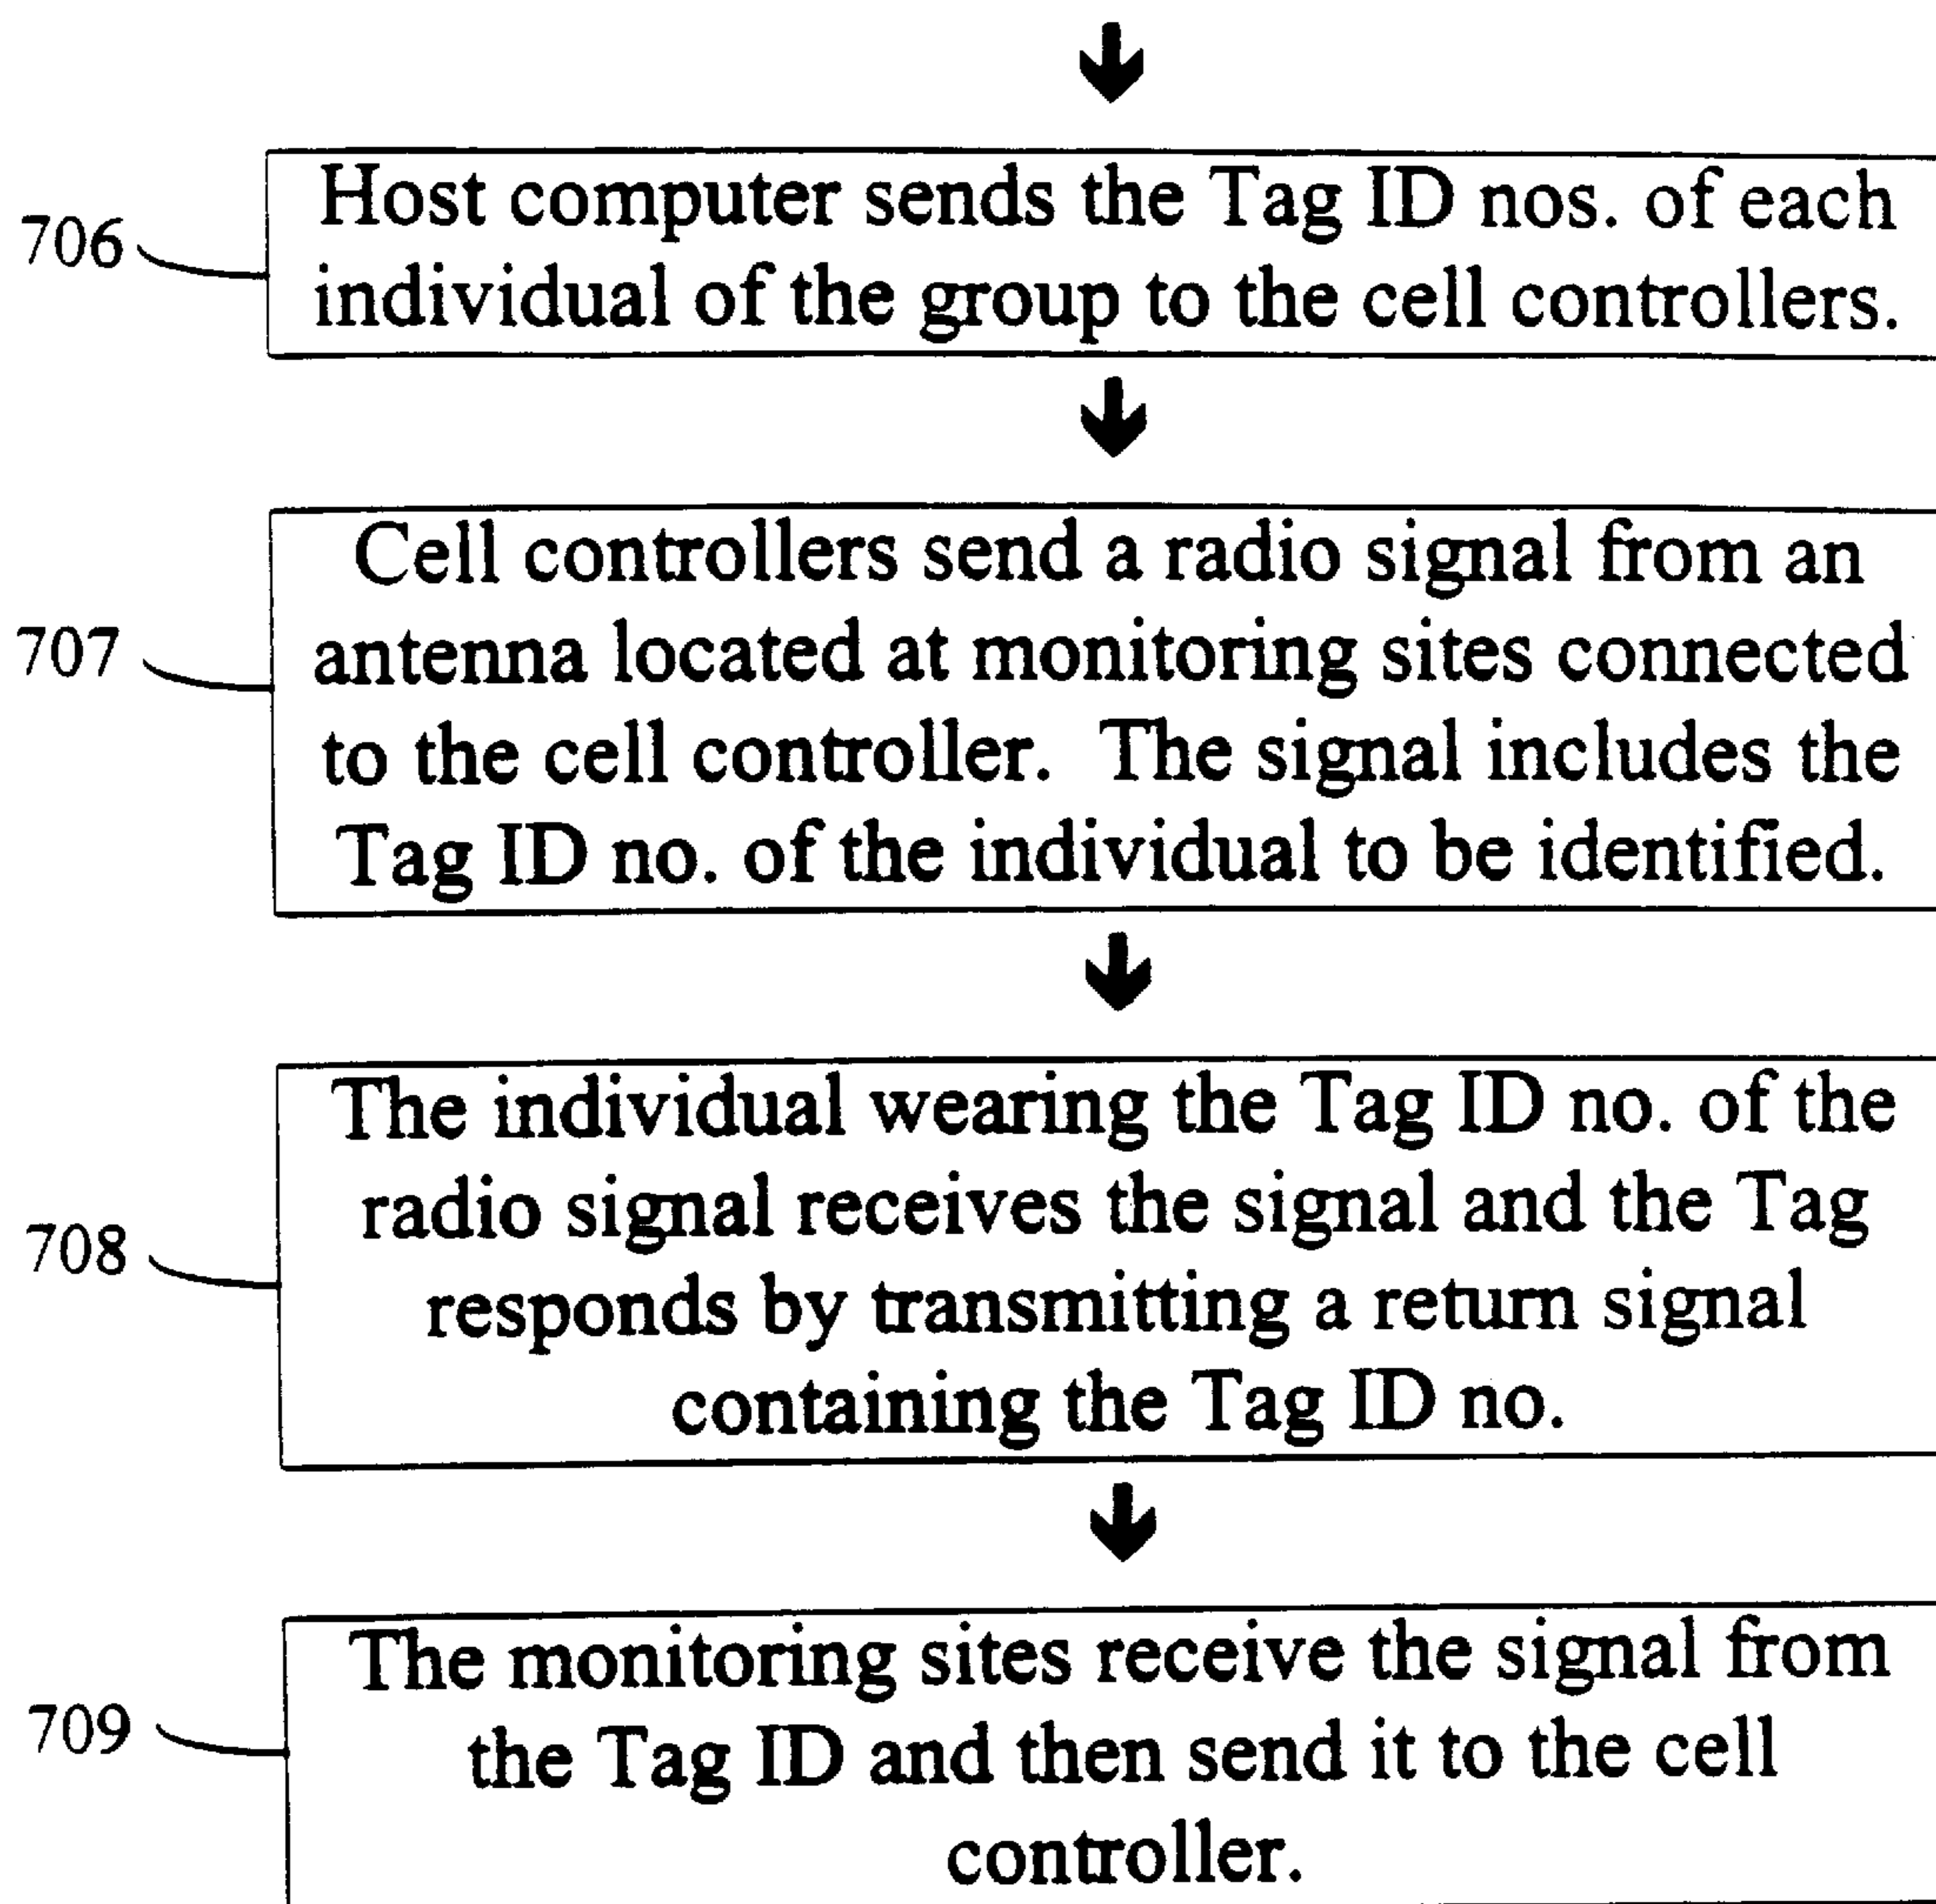 706
Host computer sends the Tag ID nos. of each
individual of the group to the cell controllers.
707
Cell controllers send a radio signal from an
antenna located at monitoring sites connected
to the cell controller. The signal includes the
Tag ID no. of the individual to be identified.
708
The individual wearing the Tag ID no. of the
radio signal receives the signal and the Tag
responds by transmitting a return signal
containing the Tag ID no.
709
The monitoring sites receive the signal from
the Tag ID and then send it to the cell
controller.